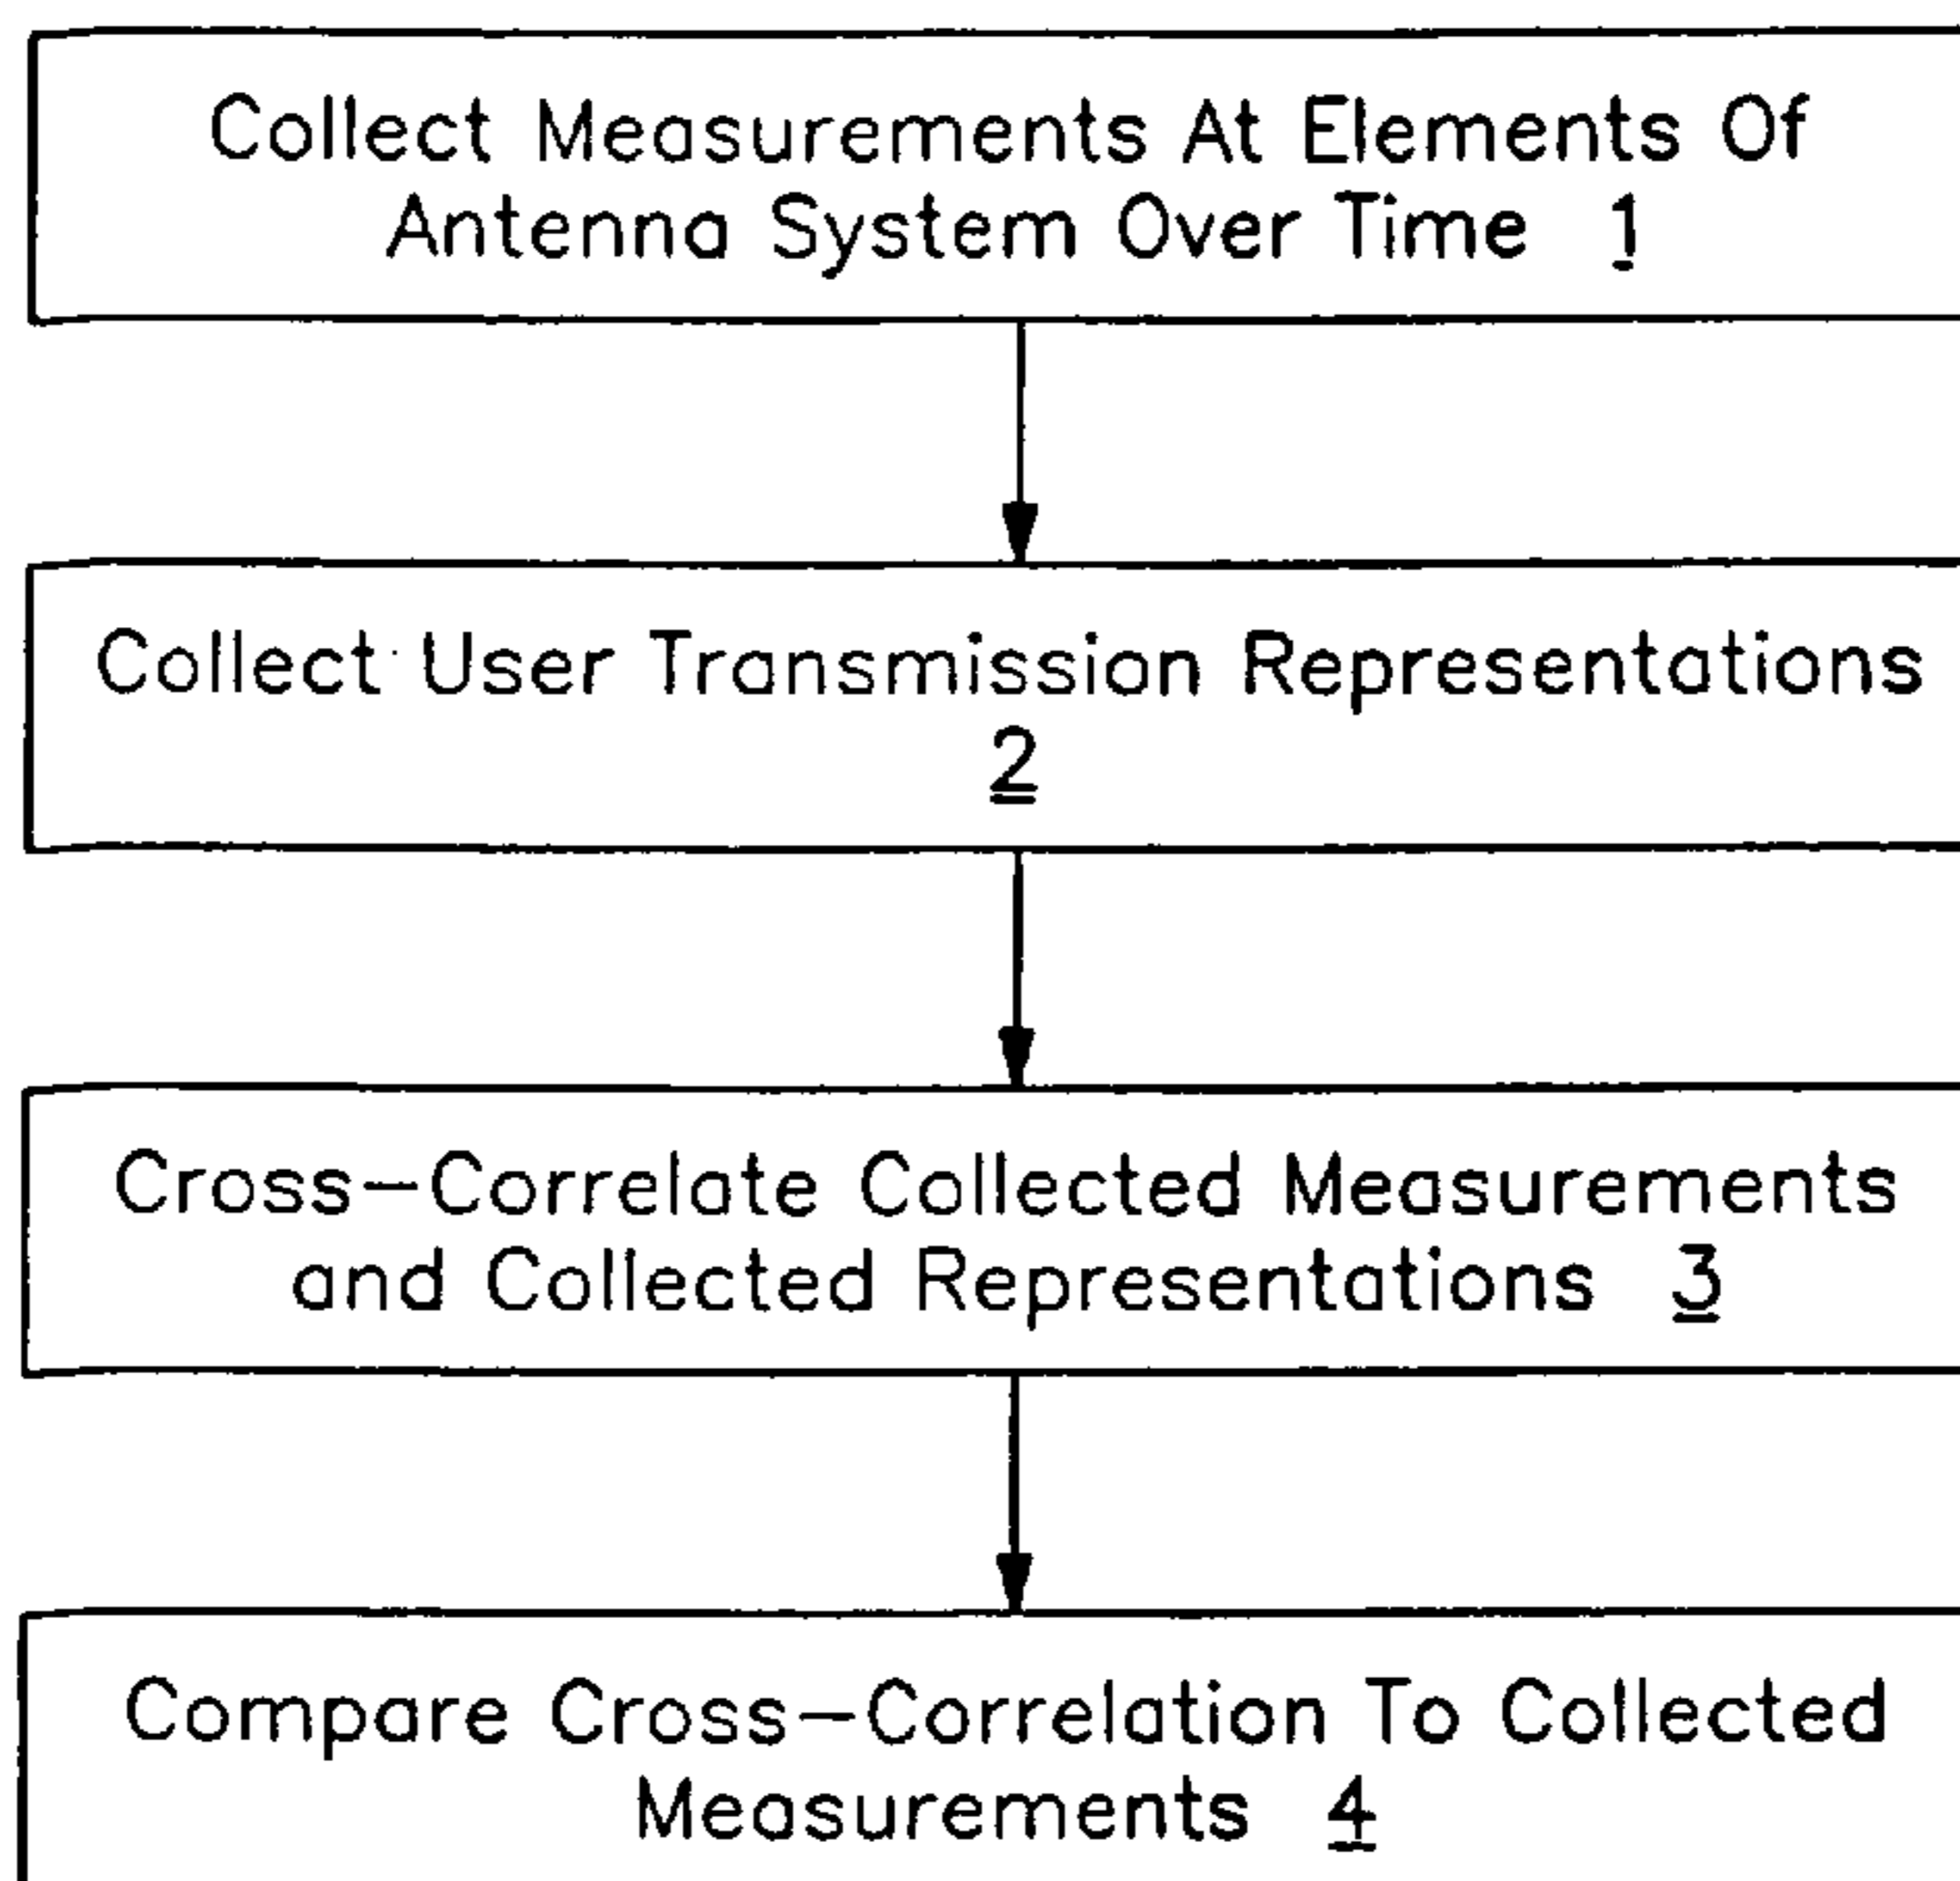 Collect Measurements At Elements Of
Antenna System Over Time 1
Collect User Transmission Representations
2
Cross-Correlate Collected Measurements
and Collected Representations 3
Compare Cross-Correlation To Collected
Measurements 4